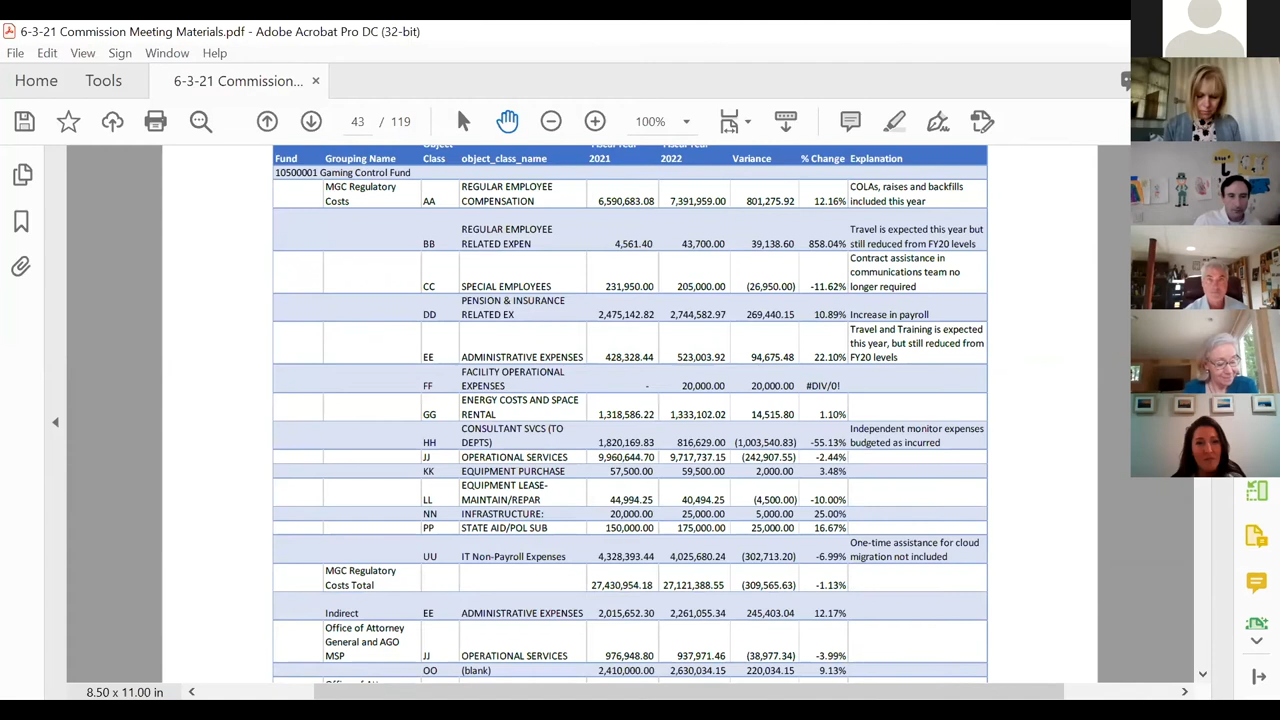 6-3-21 Commission Meeting Materials.pdf - Adobe Acrobat Pro DC (32-bit)
File Edit View Sign Window Help
Home Tools 6-3-21 Commission... ×
43 / 119 100%
Object Fiscal Year Fiscal Year
Fund Grouping Name Class object_class_name 2021 2022 Variance % Change Explanation
10500001 Gaming Control Fund
MGC Regulatory REGULAR EMPLOYEE COLAs, raises and backfills
Costs AA COMPENSATION 6,590,683.08 7,391,959.00 801,275.92 12.16% included this year
REGULAR EMPLOYEE Travel is expected this year but
BB RELATED EXPEN 4,561.40 43,700.00 39,138.60 858.04% still reduced from FY20 levels
Contract assistance in
communications team no
CC SPECIAL EMPLOYEES 231,950.00 205,000.00 (26,950.00) -11.62% longer required
PENSION & INSURANCE
DD RELATED EX 2,475,142.82 2,744,582.97 269,440.15 10.89% Increase in payroll
Travel and Training is expected
this year, but still reduced from
EE ADMINISTRATIVE EXPENSES 428,328.44 523,003.92 94,675.48 22.10% FY20 levels
FACILITY OPERATIONAL
FF EXPENSES - 20,000.00 20,000.00 #DIV/0!
ENERGY COSTS AND SPACE
GG RENTAL 1,318,586.22 1,333,102.02 14,515.80 1.10%
CONSULTANT SVCS (TO Independent monitor expenses
HH DEPTS) 1,820,169.83 816,629.00 (1,003,540.83) -55.13% budgeted as incurred
JJ OPERATIONAL SERVICES 9,960,644.70 9,717,737.15 (242,907.55) -2.44%
KK EQUIPMENT PURCHASE 57,500.00 59,500.00 2,000.00 3.48%
EQUIPMENT LEASE-
LL MAINTAIN/REPAR 44,994.25 40,494.25 (4,500.00) -10.00%
NN INFRASTRUCTURE: 20,000.00 25,000.00 5,000.00 25.00%
PP STATE AID/POL SUB 150,000.00 175,000.00 25,000.00 16.67%
One-time assistance for cloud
UU IT Non-Payroll Expenses 4,328,393.44 4,025,680.24 (302,713.20) -6.99% migration not included
MGC Regulatory
Costs Total 27,430,954.18 27,121,388.55 (309,565.63) -1.13%
Indirect EE ADMINISTRATIVE EXPENSES 2,015,652.30 2,261,055.34 245,403.04 12.17%
Office of Attorney
General and AGO
MSP JJ OPERATIONAL SERVICES 976,948.80 937,971.46 (38,977.34) -3.99%
OO (blank) 2,410,000.00 2,630,034.15 220,034.15 9.13%
8.50 x 11.00 in